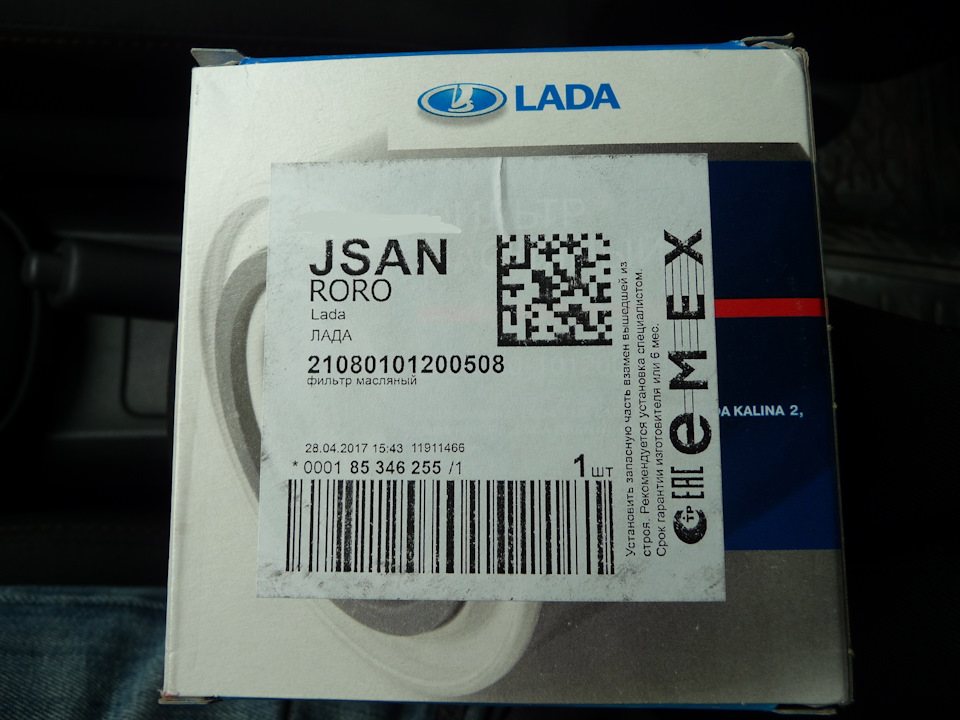 LADA
JSAN
RORO
Lada
ЛАДА
21080101200508
фильтр масляный
28.04.2017 15:43 11911466
* 0001 85 346 255 /1
1 шт
Установить запасную часть взамен вышедшей из
строя. Рекомендуется установка специалистом.
Срок гарантии изготовителя или 6 мес.
emex
EAC
KALINA 2,